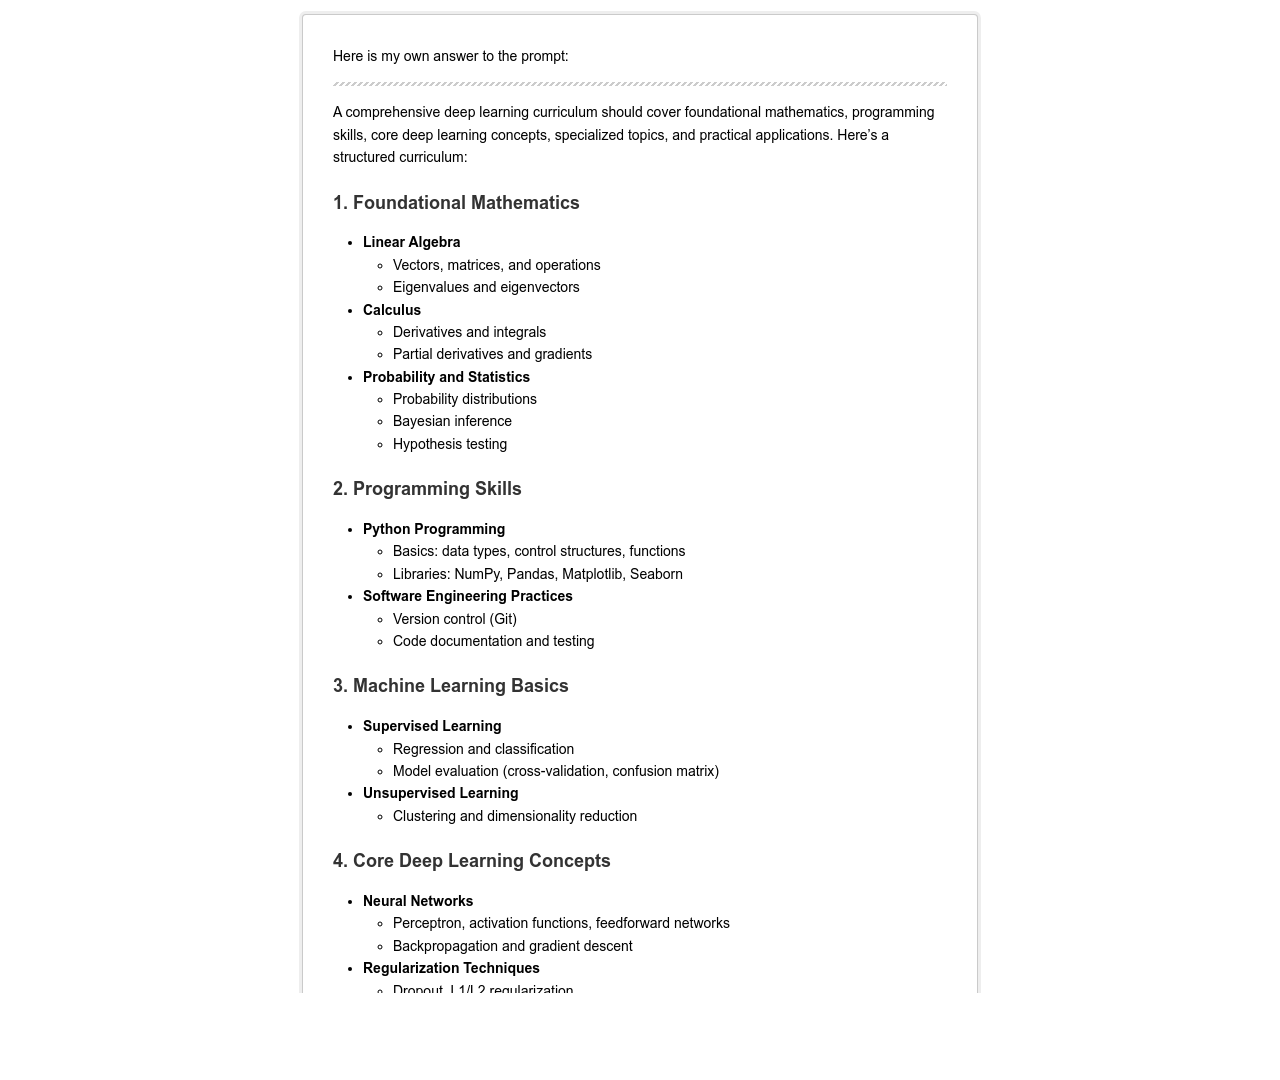 Here is my own answer to the prompt:
A comprehensive deep learning curriculum should cover foundational mathematics, programming
skills, core deep learning concepts, specialized topics, and practical applications. Here’s a
structured curriculum:
1. Foundational Mathematics
• Linear Algebra
◦ Vectors, matrices, and operations
◦ Eigenvalues and eigenvectors
• Calculus
◦ Derivatives and integrals
◦ Partial derivatives and gradients
• Probability and Statistics
◦ Probability distributions
◦ Bayesian inference
◦ Hypothesis testing
2. Programming Skills
• Python Programming
◦ Basics: data types, control structures, functions
◦ Libraries: NumPy, Pandas, Matplotlib, Seaborn
• Software Engineering Practices
◦ Version control (Git)
◦ Code documentation and testing
3. Machine Learning Basics
• Supervised Learning
◦ Regression and classification
◦ Model evaluation (cross-validation, confusion matrix)
• Unsupervised Learning
◦ Clustering and dimensionality reduction
4. Core Deep Learning Concepts
• Neural Networks
◦ Perceptron, activation functions, feedforward networks
◦ Backpropagation and gradient descent
• Regularization Techniques
◦ Dropout, L1/L2 regularization